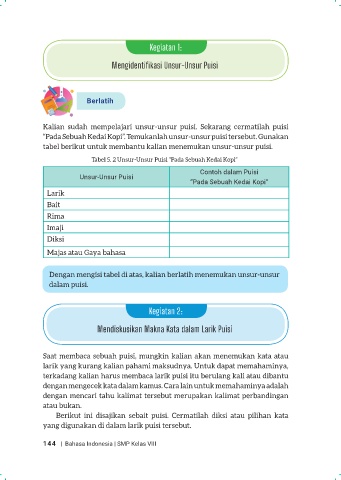 Kegiatan 1:
Mengidentifikasi Unsur-Unsur Puisi
Berlatih
Kalian sudah mempelajari unsur-unsur puisi. Sekarang cermatilah puisi
"Pada Sebuah Kedai Kopi". Temukanlah unsur-unsur puisi tersebut. Gunakan
tabel berikut untuk membantu kalian menemukan unsur-unsur puisi.
Tabel 5. 2 Unsur-Unsur Puisi "Pada Sebuah Kedai Kopi"
Unsur-Unsur Puisi
Contoh dalam Puisi
"Pada Sebuah Kedai Kopi"
Larik
Bait
Rima
Imaji
Diksi
Majas atau Gaya bahasa
Dengan mengisi tabel di atas, kalian berlatih menemukan unsur-unsur
dalam puisi.
Kegiatan 2:
Mendiskusikan Makna Kata dalam Larik Puisi
Saat membaca sebuah puisi, mungkin kalian akan menemukan kata atau
larik yang kurang kalian pahami maksudnya. Untuk dapat memahaminya,
terkadang kalian harus membaca larik puisi itu berulang kali atau dibantu
dengan mengecek kata dalam kamus. Cara lain untuk memahaminya adalah
dengan mencari tahu kalimat tersebut merupakan kalimat perbandingan
atau bukan.
Berikut ini disajikan sebait puisi. Cermatilah diksi atau pilihan kata
yang digunakan di dalam larik puisi tersebut.
144 | Bahasa Indonesia | SMP Kelas VIII